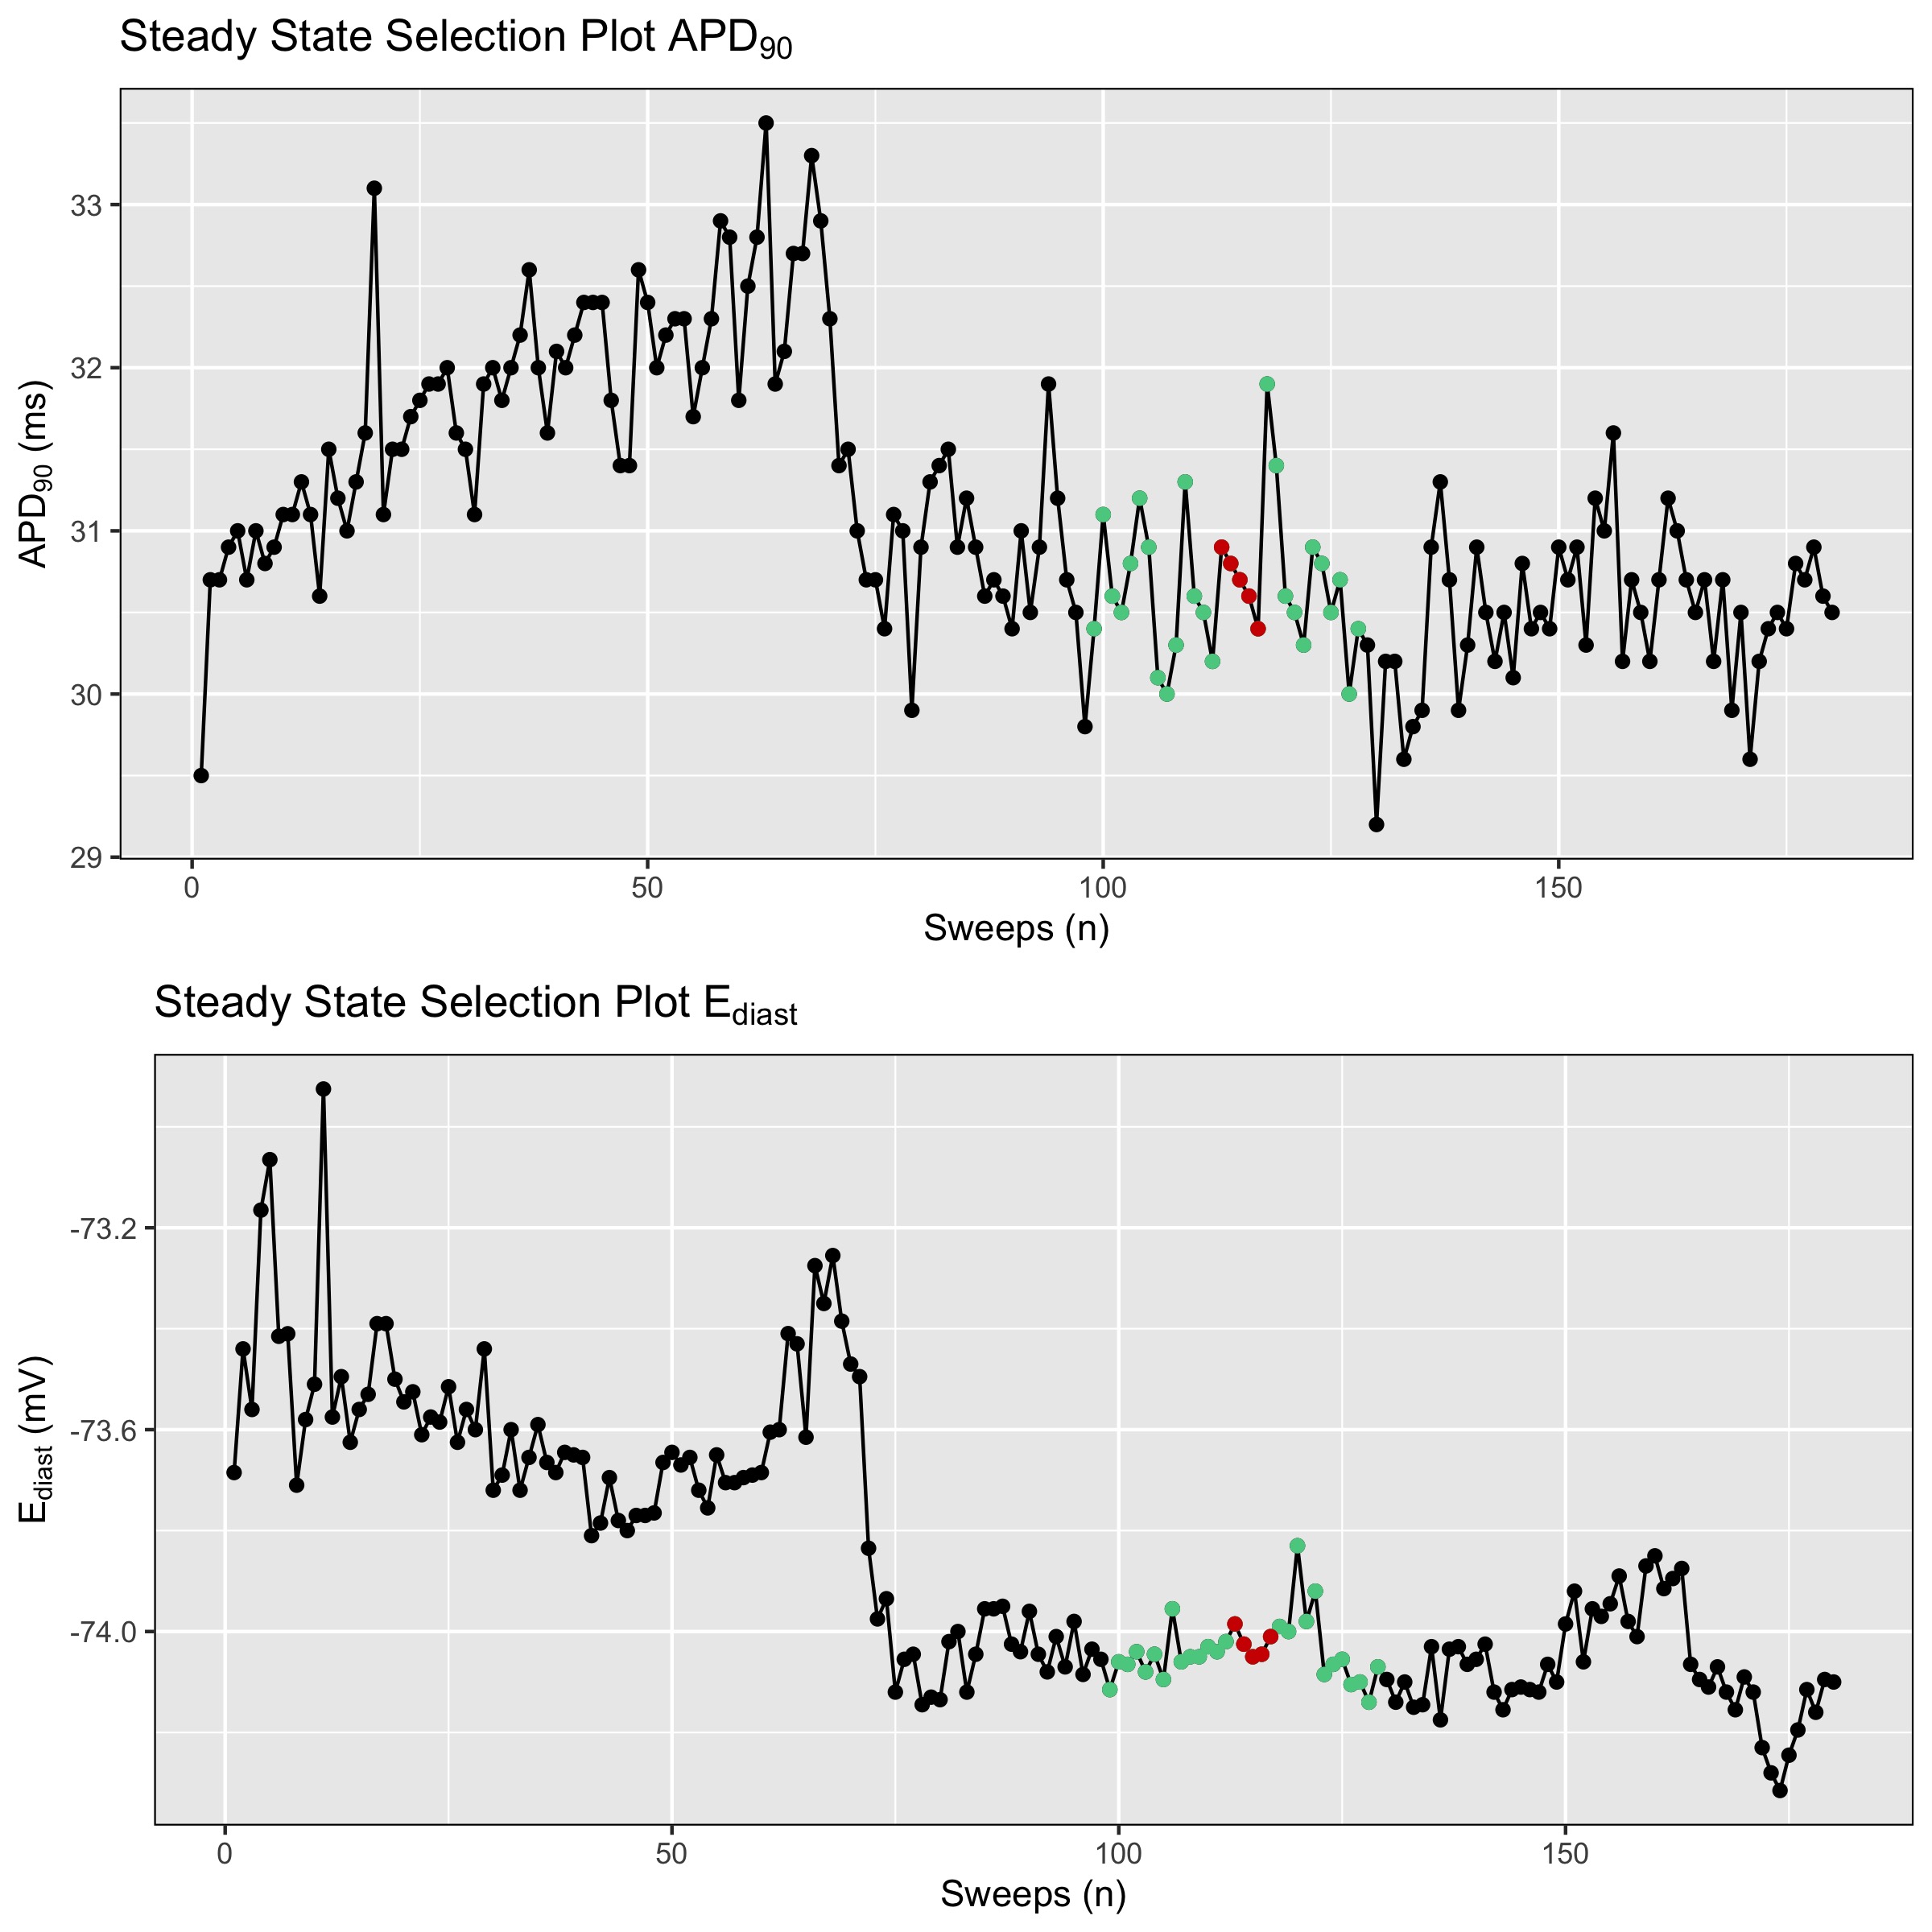 Steady State Selection Plot APD90
33
32
31
30
29
APD90 (ms)
0 50 100 150
Sweeps (n)
Steady State Selection Plot Ediast
-73.2
-73.6
-74.0
Ediast (mV)
0 50 100 150
Sweeps (n)